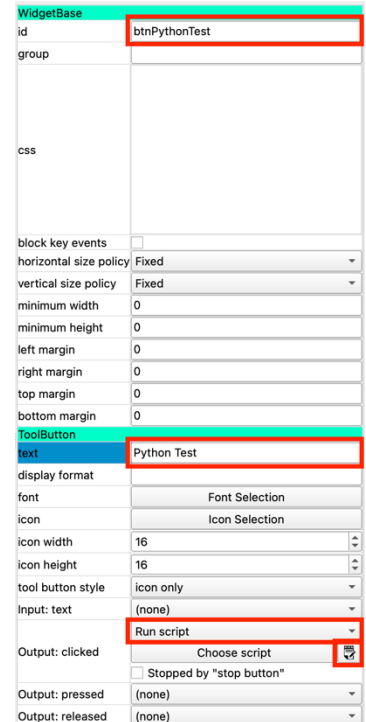 WidgetBase
id btnPythonTest
group
css
block key events
horizontal size policy Fixed
vertical size policy Fixed
minimum width 0
minimum height 0
left margin 0
right margin 0
top margin 0
bottom margin 0
ToolButton
text Python Test
display format
font Font Selection
icon Icon Selection
icon width 16
icon height 16
tool button style icon only
Input: text (none)
Run script
Output: clicked Choose script
Stopped by "stop button"
Output: pressed (none)
Output: released (none)